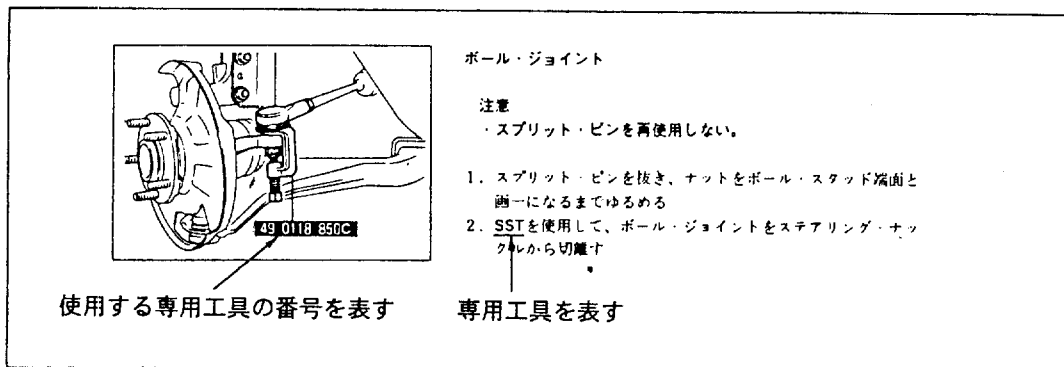 ボール・ジョイント
注意
・スプリット・ピンを再使用しない。
1. スプリット・ピンを抜き、ナットをボール・スタッド端面と
面一になるまでゆるめる
2. SSTを使用して、ボール・ジョイントをステアリング・ナッ
クルから切離す
49 0118 850C
使用する専用工具の番号を表す
専用工具を表す